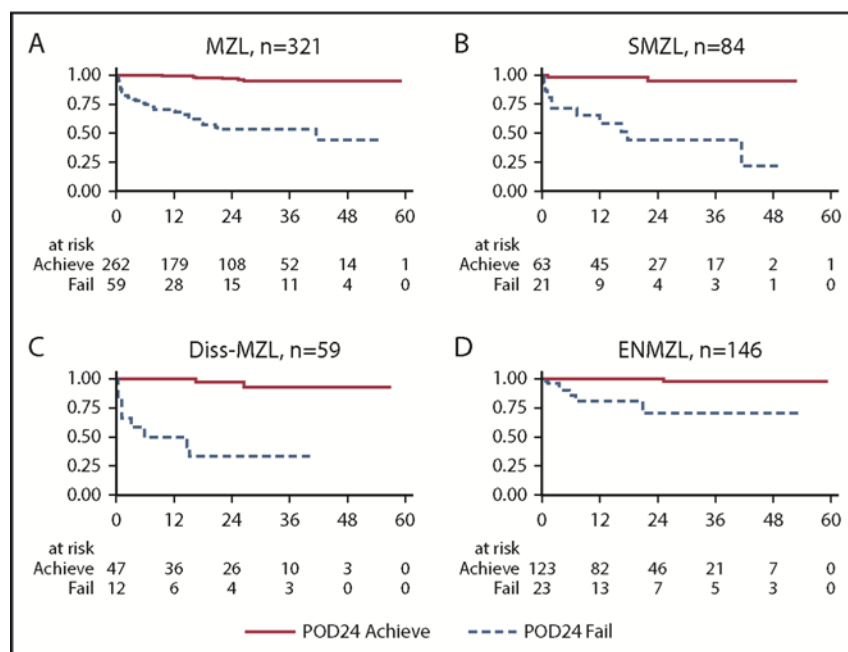 A MZL, n=321
1.00
0.75
0.50
0.25
0.00
0 12 24 36 48 60
at risk
Achieve 262 179 108 52 14 1
Fail 59 28 15 11 4 0
B SMZL, n=84
1.00
0.75
0.50
0.25
0.00
0 12 24 36 48 60
at risk
Achieve 63 45 27 17 2 1
Fail 21 9 4 3 1 0
C Diss-MZL, n=59
1.00
0.75
0.50
0.25
0.00
0 12 24 36 48 60
at risk
Achieve 47 36 26 10 3 0
Fail 12 6 4 3 0 0
D ENMZL, n=146
1.00
0.75
0.50
0.25
0.00
0 12 24 36 48 60
at risk
Achieve 123 82 46 21 7 0
Fail 23 13 7 5 3 0
POD24 Achieve POD24 Fail